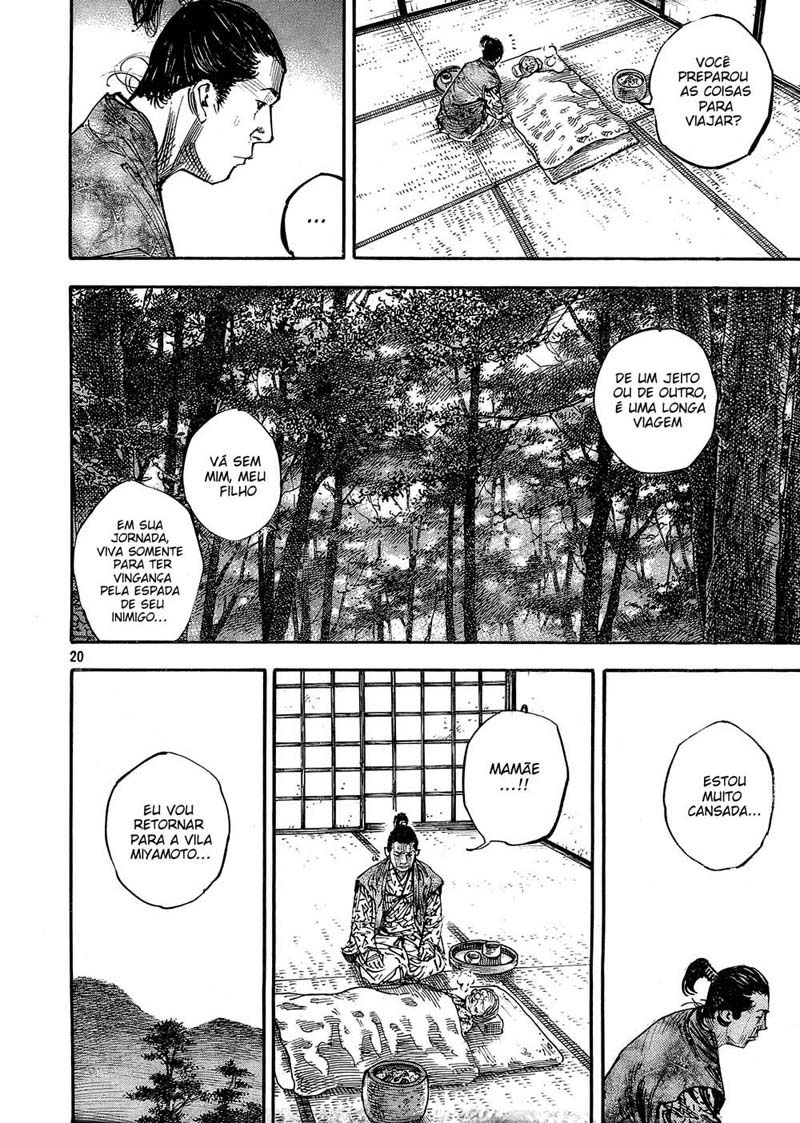 VOCÊ
PREPAROU
AS COISAS
PARA
VIAJAR?
...
DE UM JEITO
OU DE OUTRO,
É UMA LONGA
VIAGEM
VÁ SEM
MIM, MEU
FILHO
EM SUA
JORNADA,
VIVA SOMENTE
PARA TER
VINGANÇA
PELA ESPADA
DE SEU
INIMIGO...
20
ESTOU
MUITO
CANSADA...
MAMÃE
...!!
EU VOU
RETORNAR
PARA A VILA
MIYAMOTO...